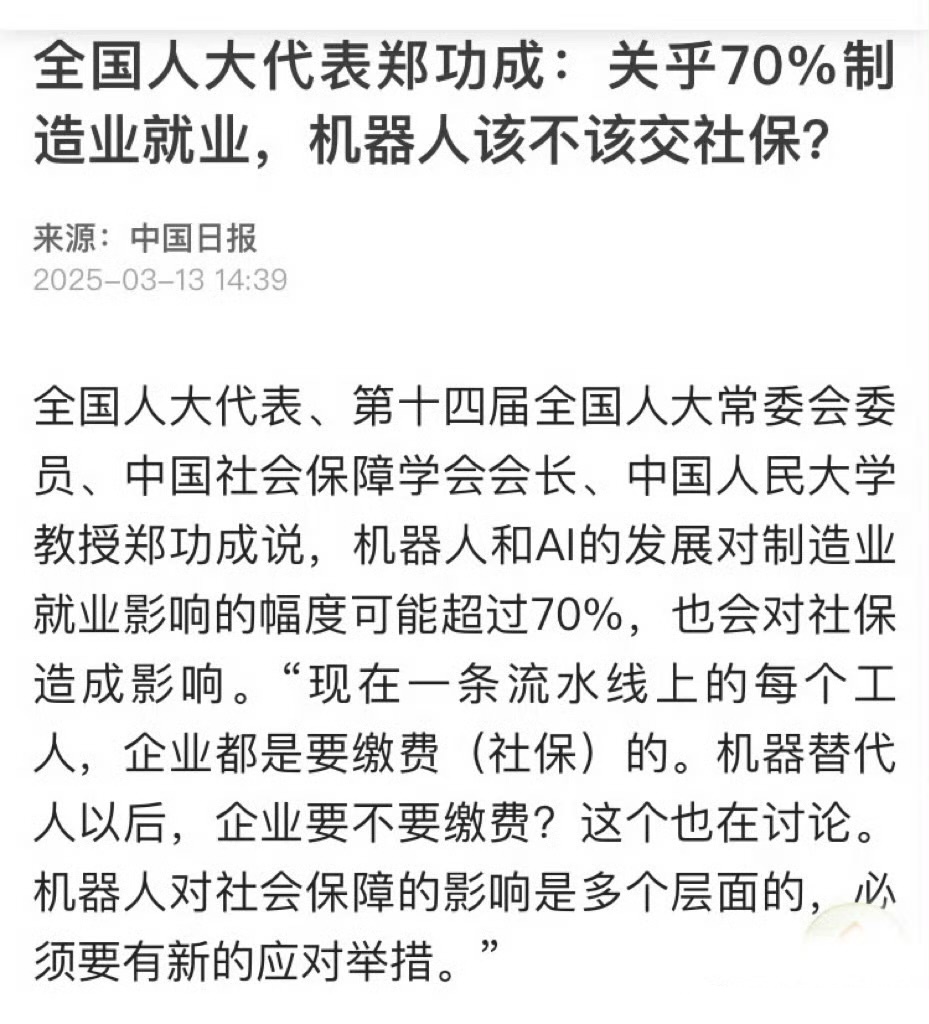 全国人大代表郑功成：关乎70%制
造业就业，机器人该不该交社保？
来源：中国日报
2025-03-13 14:39
全国人大代表、第十四届全国人大常委会委
员、中国社会保障学会会长、中国人民大学
教授郑功成说，机器人和AI的发展对制造业
就业影响的幅度可能超过70%，也会对社保
造成影响。“现在一条流水线上的每个工
人，企业都是要缴费（社保）的。机器替代
人以后，企业要不要缴费？这个也在讨论。
机器人对社会保障的影响是多个层面的，必
须要有新的应对举措。”